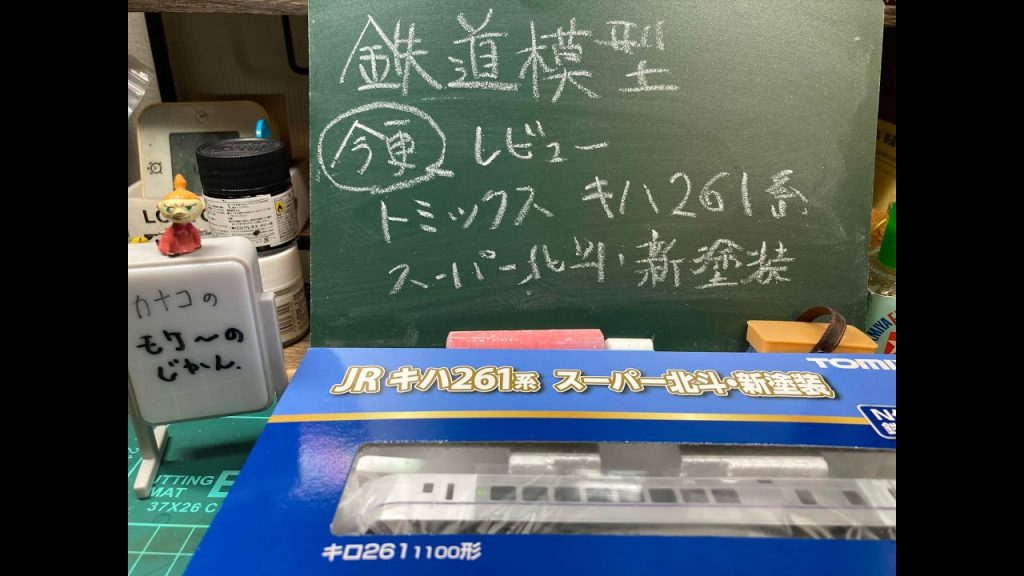 鉄道模型
今更 レビュー
トミックス キハ261系
スーパー北斗・新塗装
カナコの
モケ〜の
じかん.
JR キハ261系 スーパー北斗・新塗装
TOM
キロ261 1100形
CUTTING
MAT
37X26 C